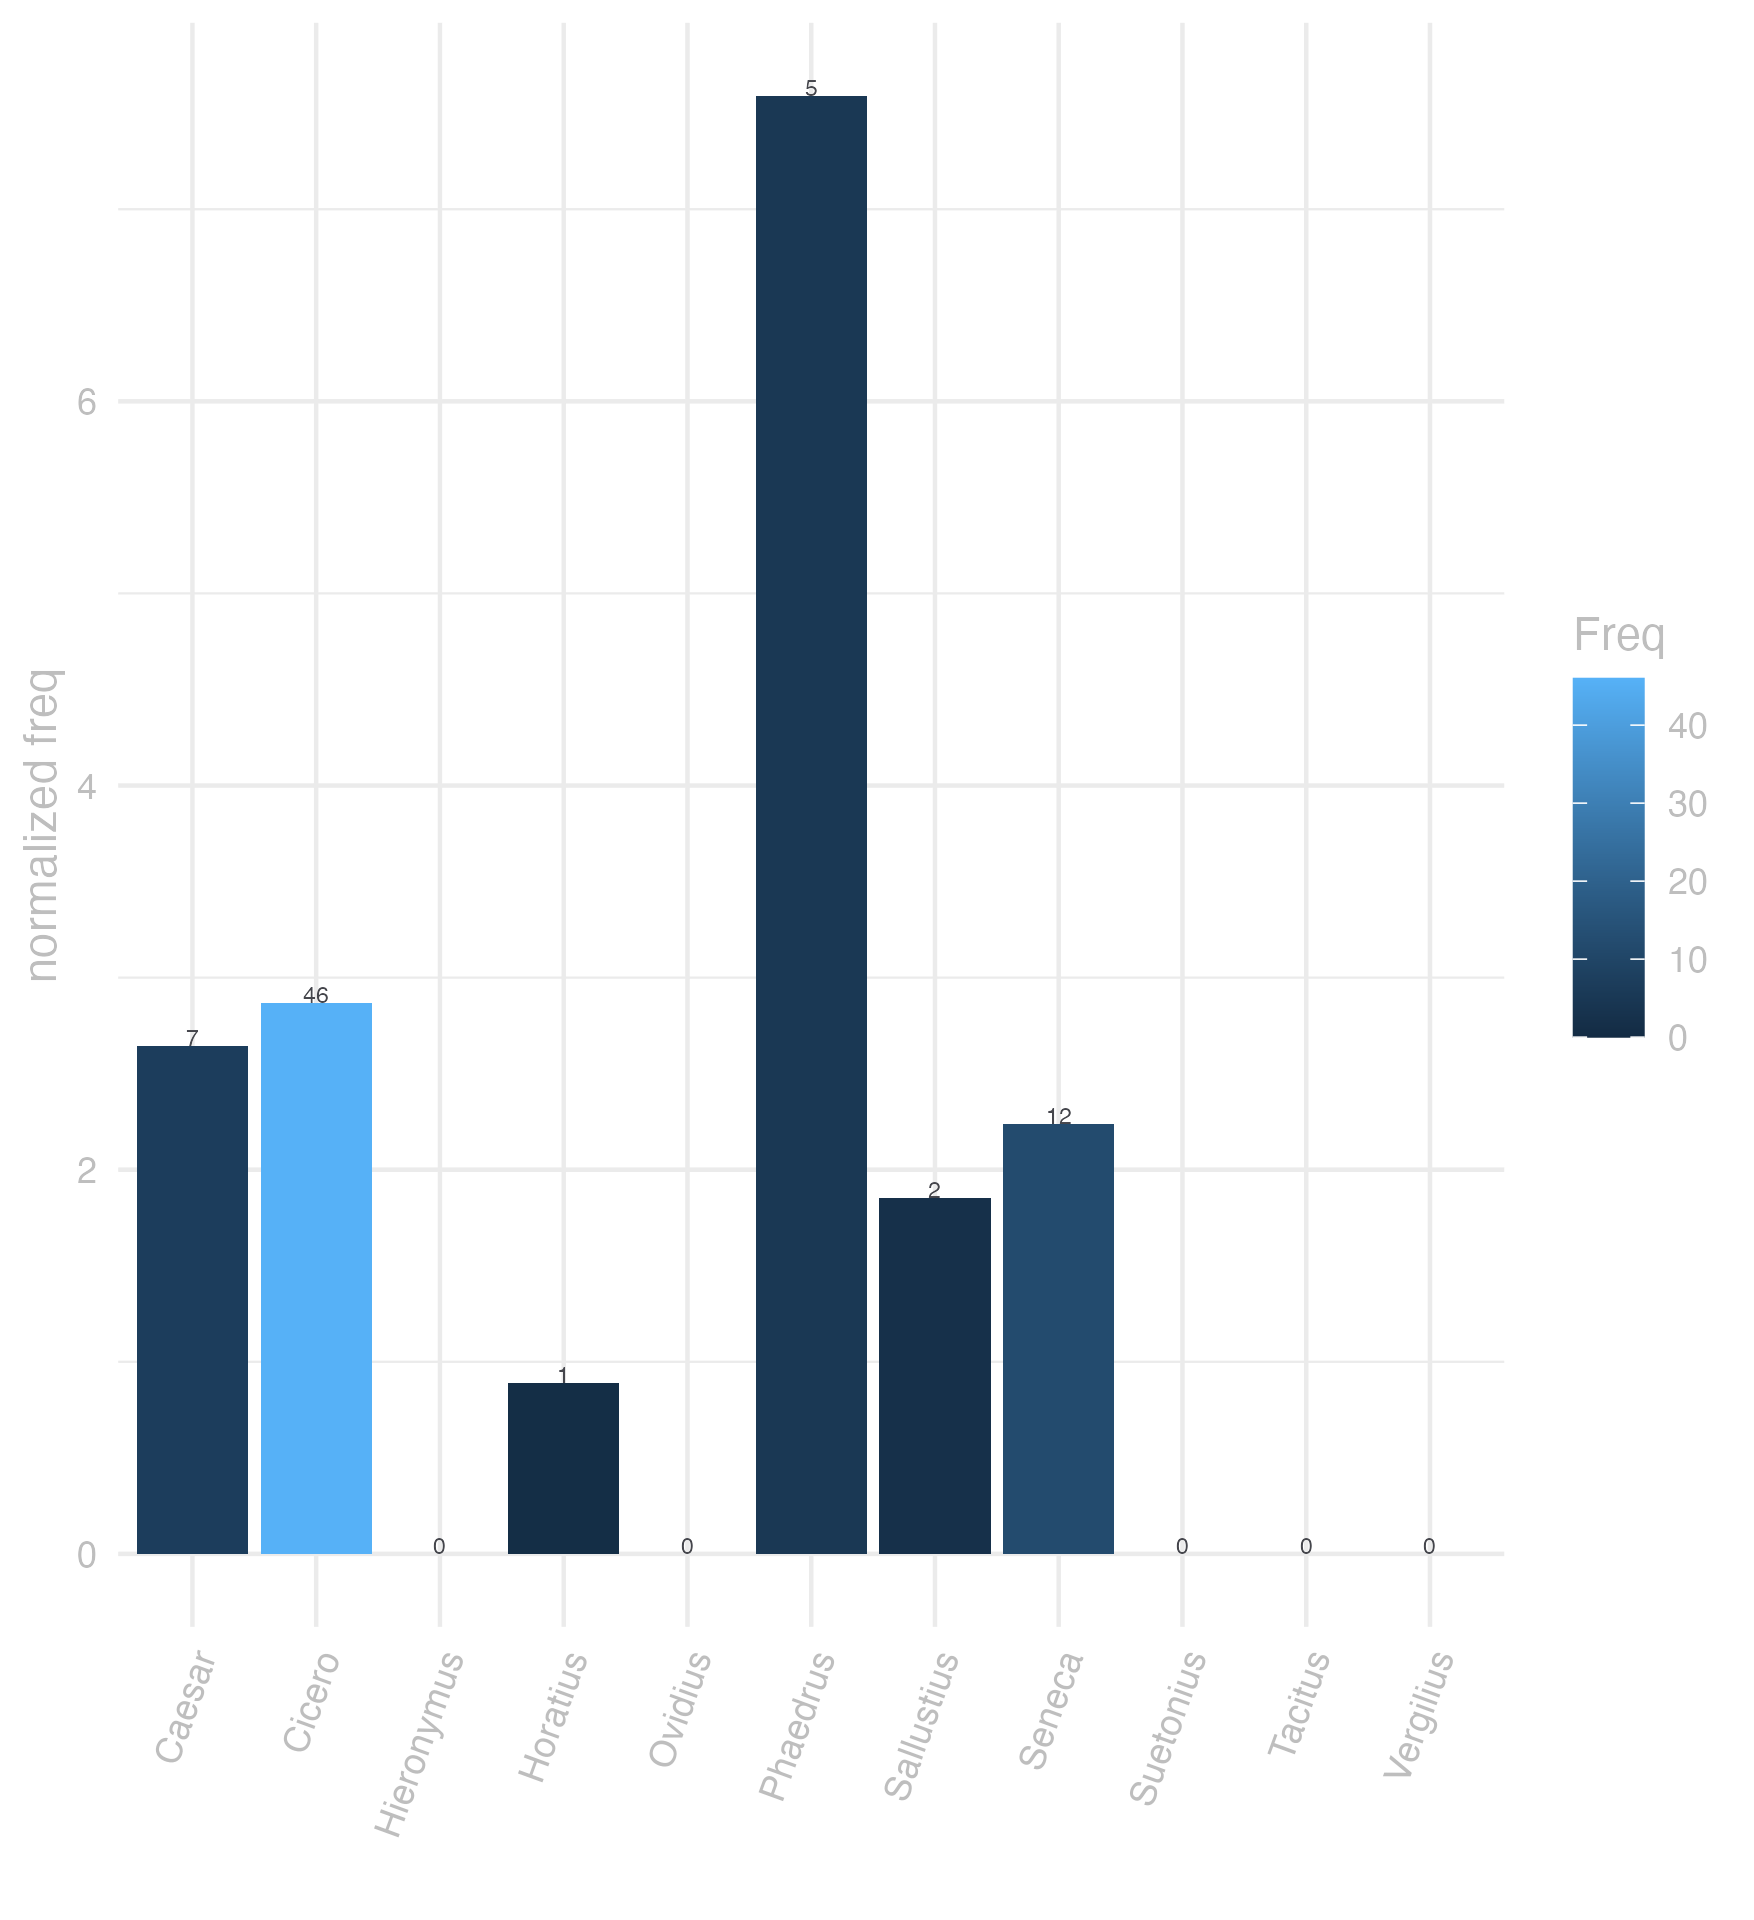 5
6
4
46
7
12
2
2
1
0
0
0
0
0
0
normalized freq
Caesar
Cicero
Hieronymus
Horatius
Ovidius
Phaedrus
Sallustius
Seneca
Suetonius
Tacitus
Vergilius
Freq
40
30
20
10
0